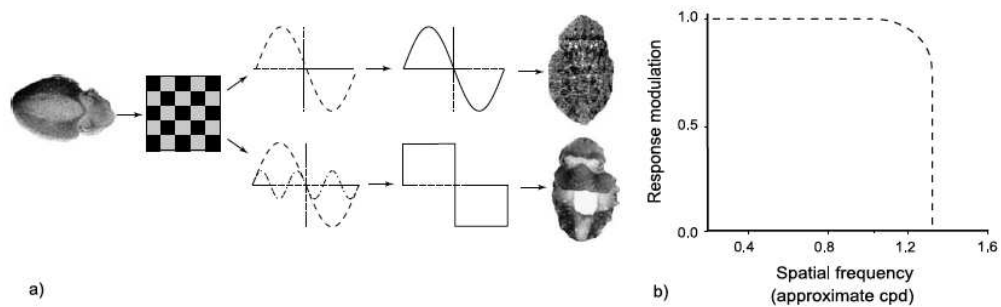 a)
Response modulation
1.0
0.5
0.0
0.4
0.8
1.2
1.6
Spatial frequency
(approximate cpd)
b)